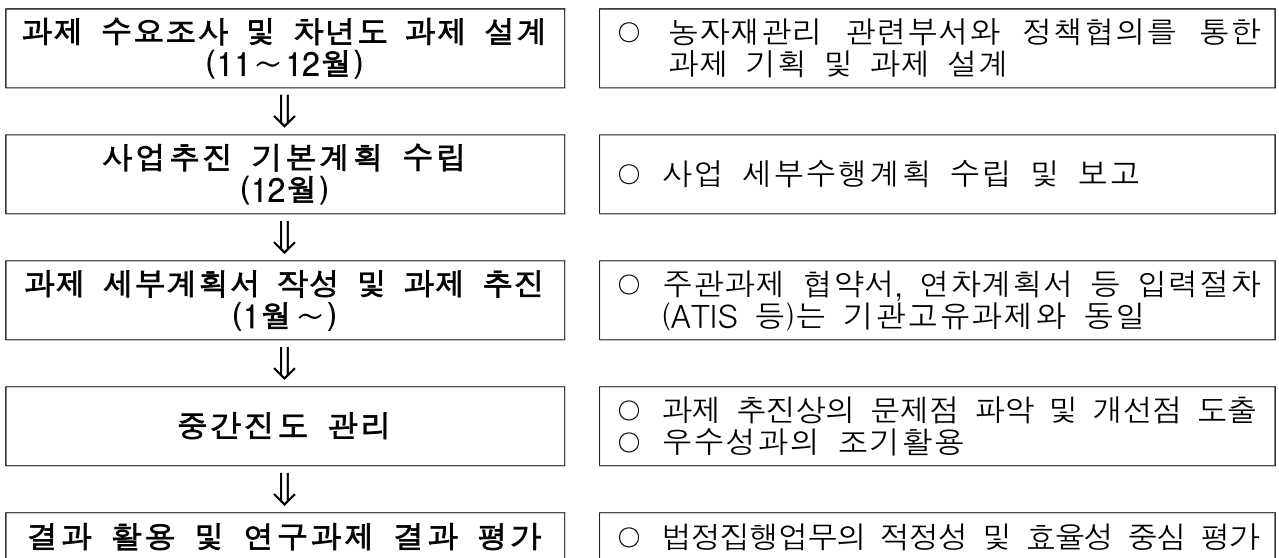 과제 수요조사 및 차년도 과제 설계
(11～12월)
○ 농자재관리 관련부서와 정책협의를 통한
과제 기획 및 과제 설계
⇓
사업추진 기본계획 수립
(12월)
○ 사업 세부수행계획 수립 및 보고
⇓
과제 세부계획서 작성 및 과제 추진
(1월～)
○ 주관과제 협약서, 연차계획서 등 입력절차
(ATIS 등)는 기관고유과제와 동일
⇓
중간진도 관리
○ 과제 추진상의 문제점 파악 및 개선점 도출
○ 우수성과의 조기활용
⇓
결과 활용 및 연구과제 결과 평가
○ 법정집행업무의 적정성 및 효율성 중심 평가